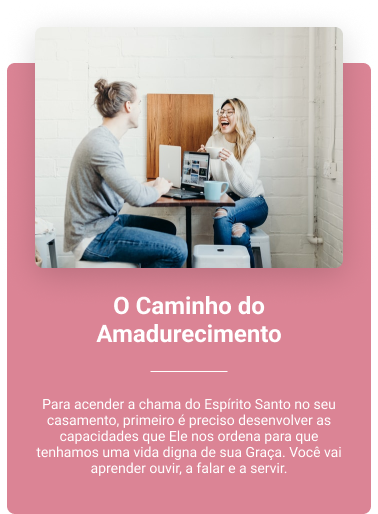 O Caminho do
Amadurecimento
Para acender a chama do Espírito Santo no seu
casamento, primeiro é preciso desenvolver as
capacidades que Ele nos ordena para que
tenhamos uma vida digna de sua Graça. Você vai
aprender ouvir, a falar e a servir.